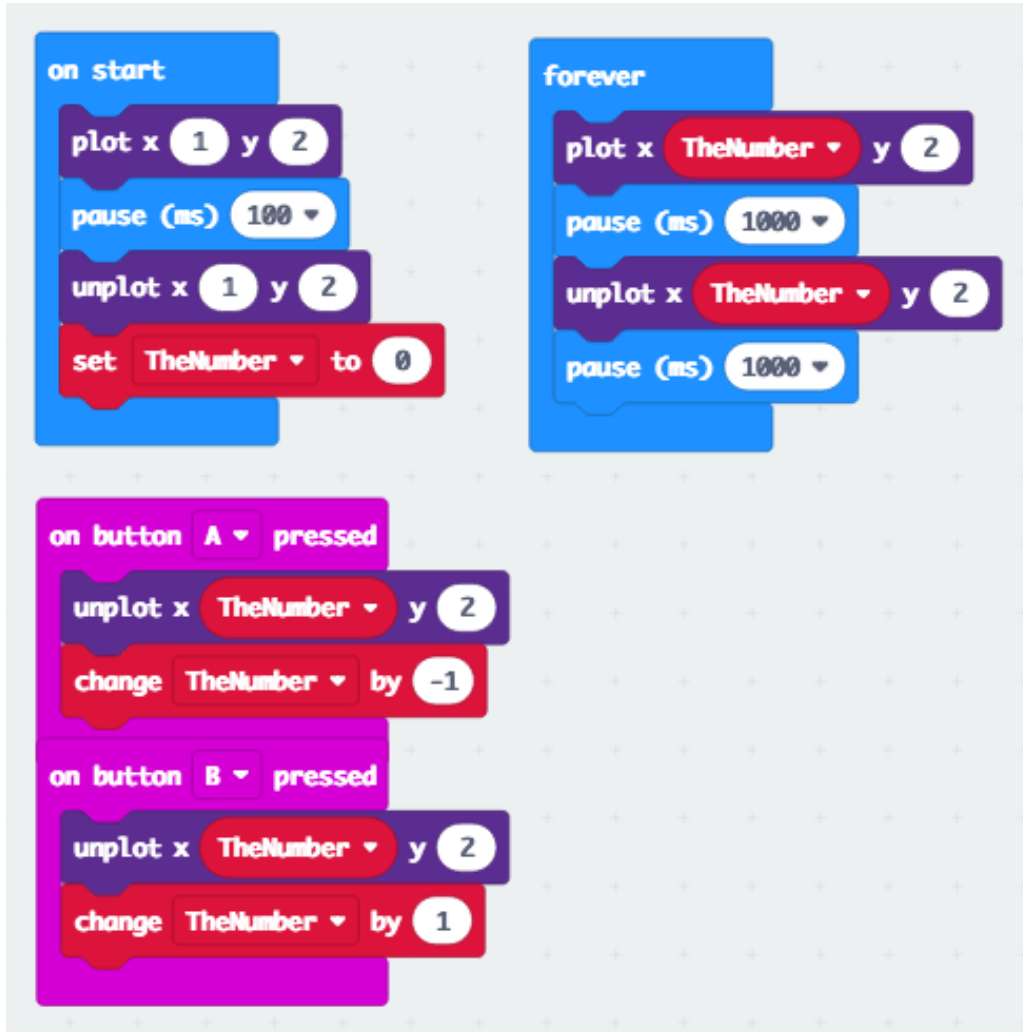 on start
plot x 1 y 2
pause (ms) 100
unplot x 1 y 2
set TheNumber to 0
forever
plot x TheNumber y 2
pause (ms) 1000
unplot x TheNumber y 2
pause (ms) 1000
on button A pressed
unplot x TheNumber y 2
change TheNumber by -1
on button B pressed
unplot x TheNumber y 2
change TheNumber by 1